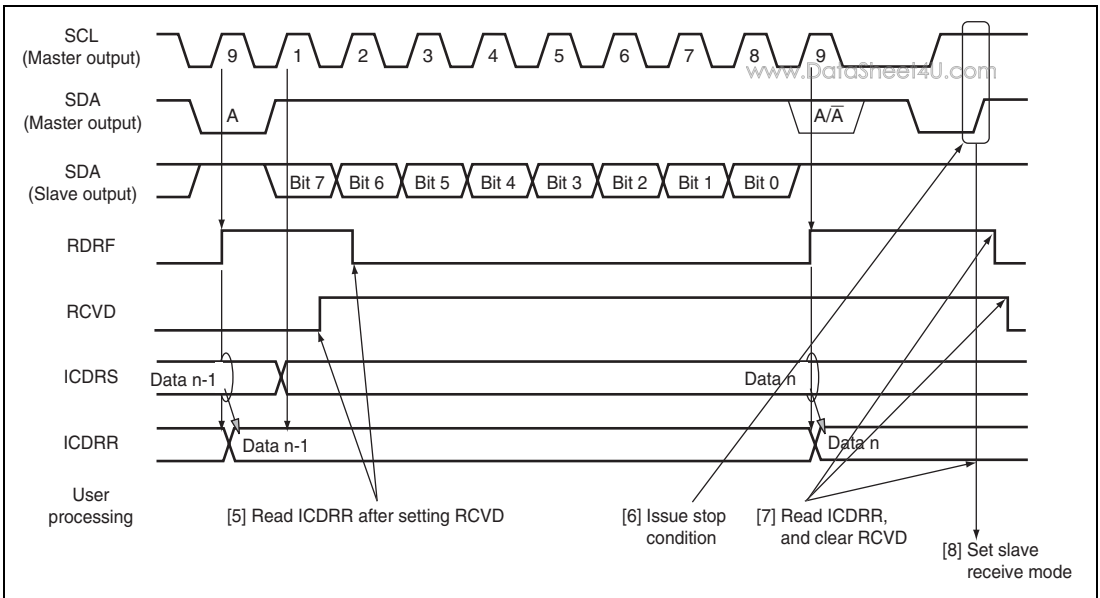 SCL
(Master output)
9 1 2 3 4 5 6 7 8 9
www.DataSheet4U.com
SDA
(Master output)
A
A/A̅
SDA
(Slave output)
Bit 7 Bit 6 Bit 5 Bit 4 Bit 3 Bit 2 Bit 1 Bit 0
RDRF
RCVD
ICDRS
Data n-1
Data n
ICDRR
Data n-1
Data n
User
processing
[5] Read ICDRR after setting RCVD
[6] Issue stop
condition
[7] Read ICDRR,
and clear RCVD
[8] Set slave
receive mode